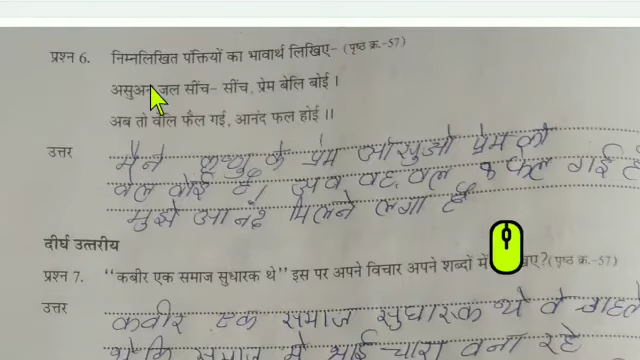 प्रश्न 6. निम्नलिखित पंक्तियों का भावार्थ लिखिए- (पृष्ठ क्र.-57)
असुअन जल सींच- सींच, प्रेम बेलि बोई ।
अब तो बेलि फैल गई, आनंद फल होई ।।
उत्तर मैने के प्रेम आंसुओ प्रेम की
बेल बोई है। अब वह बेल फैल गई है
मुझे आनंद मिलने लगा है
दीर्घ उत्तरीय
प्रश्न 7. "कबीर एक समाज सुधारक थे" इस पर अपने विचार अपने शब्दों में (पृष्ठ क्र.-57)
उत्तर कबीर एक समाज सुधारक थे वे चाहते
थे कि समाज में भाई चारा बना रहे